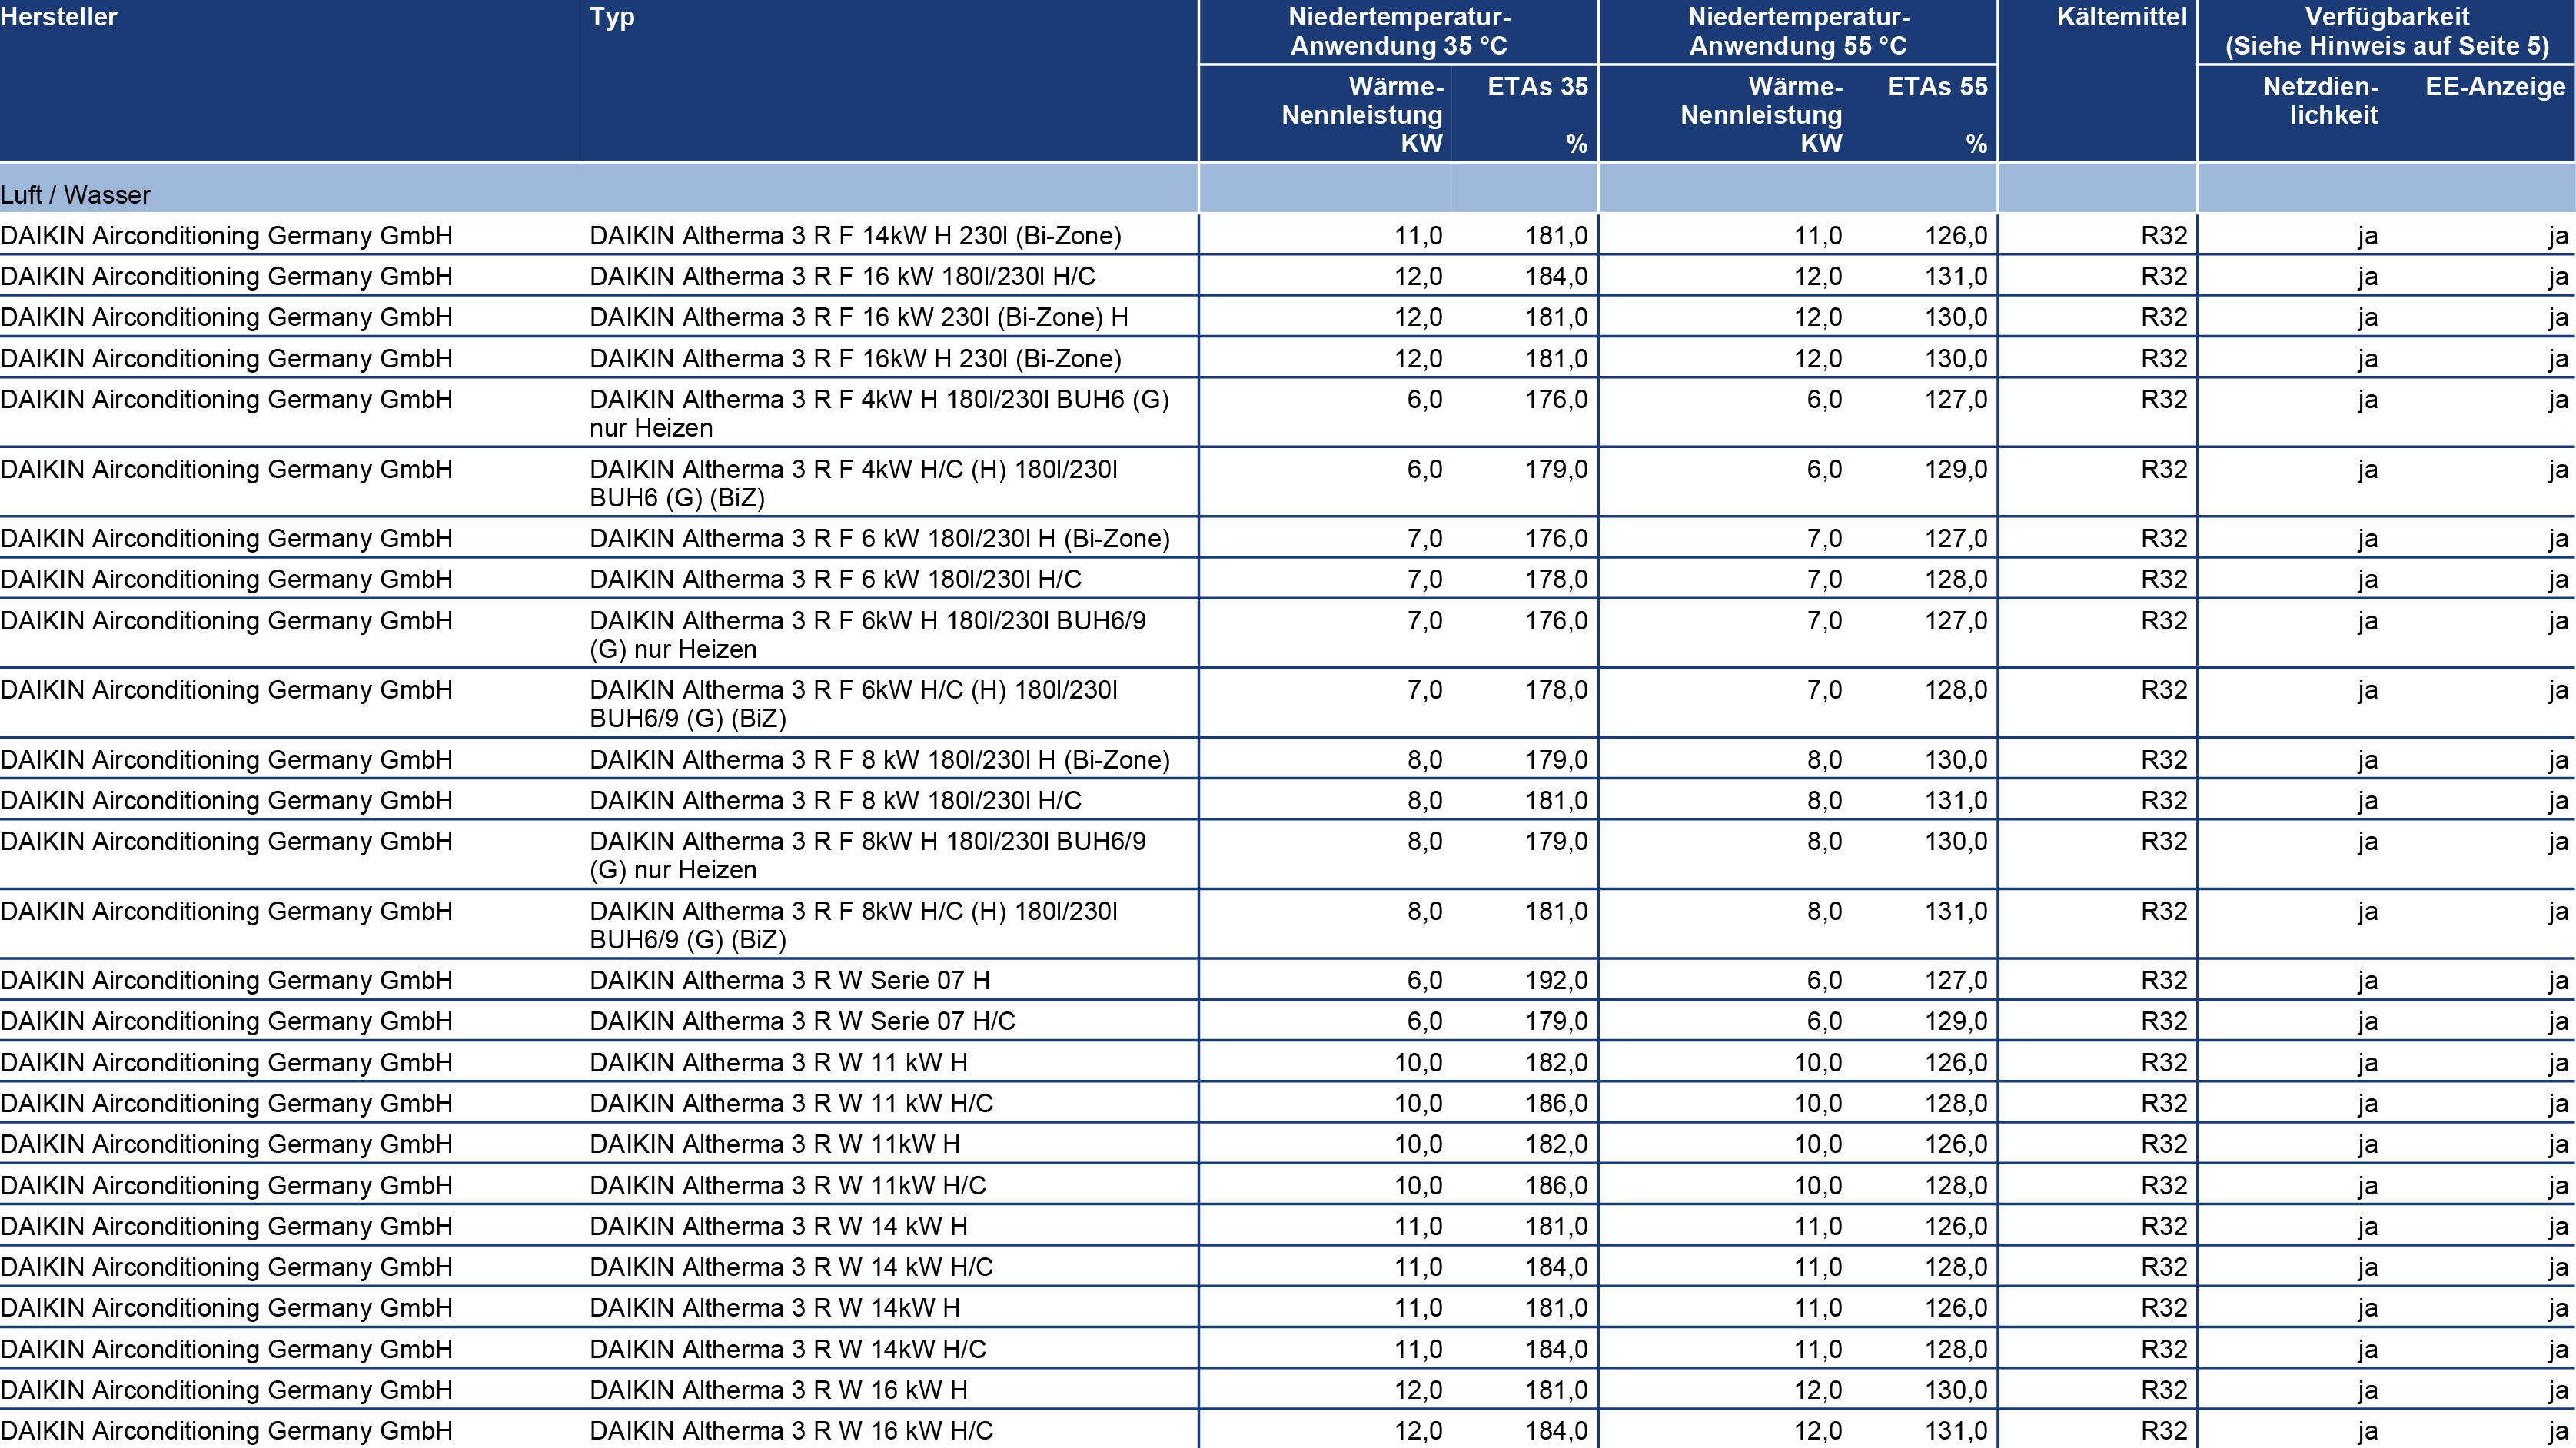 Hersteller Typ Niedertemperatur- Niedertemperatur- Kältemittel Verfügbarkeit
Anwendung 35 °C Anwendung 55 °C (Siehe Hinweis auf Seite 5)
Wärme- ETAs 35 Wärme- ETAs 55 Netzdien- EE-Anzeige
Nennleistung Nennleistung lichkeit
KW % KW %
Luft / Wasser
DAIKIN Airconditioning Germany GmbH DAIKIN Altherma 3 R F 14kW H 230l (Bi-Zone) 11,0 181,0 11,0 126,0 R32 ja ja
DAIKIN Airconditioning Germany GmbH DAIKIN Altherma 3 R F 16 kW 180l/230l H/C 12,0 184,0 12,0 131,0 R32 ja ja
DAIKIN Airconditioning Germany GmbH DAIKIN Altherma 3 R F 16 kW 230l (Bi-Zone) H 12,0 181,0 12,0 130,0 R32 ja ja
DAIKIN Airconditioning Germany GmbH DAIKIN Altherma 3 R F 16kW H 230l (Bi-Zone) 12,0 181,0 12,0 130,0 R32 ja ja
DAIKIN Airconditioning Germany GmbH DAIKIN Altherma 3 R F 4kW H 180l/230l BUH6 (G) 6,0 176,0 6,0 127,0 R32 ja ja
nur Heizen
DAIKIN Airconditioning Germany GmbH DAIKIN Altherma 3 R F 4kW H/C (H) 180l/230l 6,0 179,0 6,0 129,0 R32 ja ja
BUH6 (G) (BiZ)
DAIKIN Airconditioning Germany GmbH DAIKIN Altherma 3 R F 6 kW 180l/230l H (Bi-Zone) 7,0 176,0 7,0 127,0 R32 ja ja
DAIKIN Airconditioning Germany GmbH DAIKIN Altherma 3 R F 6 kW 180l/230l H/C 7,0 178,0 7,0 128,0 R32 ja ja
DAIKIN Airconditioning Germany GmbH DAIKIN Altherma 3 R F 6kW H 180l/230l BUH6/9 7,0 176,0 7,0 127,0 R32 ja ja
(G) nur Heizen
DAIKIN Airconditioning Germany GmbH DAIKIN Altherma 3 R F 6kW H/C (H) 180l/230l 7,0 178,0 7,0 128,0 R32 ja ja
BUH6/9 (G) (BiZ)
DAIKIN Airconditioning Germany GmbH DAIKIN Altherma 3 R F 8 kW 180l/230l H (Bi-Zone) 8,0 179,0 8,0 130,0 R32 ja ja
DAIKIN Airconditioning Germany GmbH DAIKIN Altherma 3 R F 8 kW 180l/230l H/C 8,0 181,0 8,0 131,0 R32 ja ja
DAIKIN Airconditioning Germany GmbH DAIKIN Altherma 3 R F 8kW H 180l/230l BUH6/9 8,0 179,0 8,0 130,0 R32 ja ja
(G) nur Heizen
DAIKIN Airconditioning Germany GmbH DAIKIN Altherma 3 R F 8kW H/C (H) 180l/230l 8,0 181,0 8,0 131,0 R32 ja ja
BUH6/9 (G) (BiZ)
DAIKIN Airconditioning Germany GmbH DAIKIN Altherma 3 R W Serie 07 H 6,0 192,0 6,0 127,0 R32 ja ja
DAIKIN Airconditioning Germany GmbH DAIKIN Altherma 3 R W Serie 07 H/C 6,0 179,0 6,0 129,0 R32 ja ja
DAIKIN Airconditioning Germany GmbH DAIKIN Altherma 3 R W 11 kW H 10,0 182,0 10,0 126,0 R32 ja ja
DAIKIN Airconditioning Germany GmbH DAIKIN Altherma 3 R W 11 kW H/C 10,0 186,0 10,0 128,0 R32 ja ja
DAIKIN Airconditioning Germany GmbH DAIKIN Altherma 3 R W 11kW H 10,0 182,0 10,0 126,0 R32 ja ja
DAIKIN Airconditioning Germany GmbH DAIKIN Altherma 3 R W 11kW H/C 10,0 186,0 10,0 128,0 R32 ja ja
DAIKIN Airconditioning Germany GmbH DAIKIN Altherma 3 R W 14 kW H 11,0 181,0 11,0 126,0 R32 ja ja
DAIKIN Airconditioning Germany GmbH DAIKIN Altherma 3 R W 14 kW H/C 11,0 184,0 11,0 128,0 R32 ja ja
DAIKIN Airconditioning Germany GmbH DAIKIN Altherma 3 R W 14kW H 11,0 181,0 11,0 126,0 R32 ja ja
DAIKIN Airconditioning Germany GmbH DAIKIN Altherma 3 R W 14kW H/C 11,0 184,0 11,0 128,0 R32 ja ja
DAIKIN Airconditioning Germany GmbH DAIKIN Altherma 3 R W 16 kW H 12,0 181,0 12,0 130,0 R32 ja ja
DAIKIN Airconditioning Germany GmbH DAIKIN Altherma 3 R W 16 kW H/C 12,0 184,0 12,0 131,0 R32 ja ja